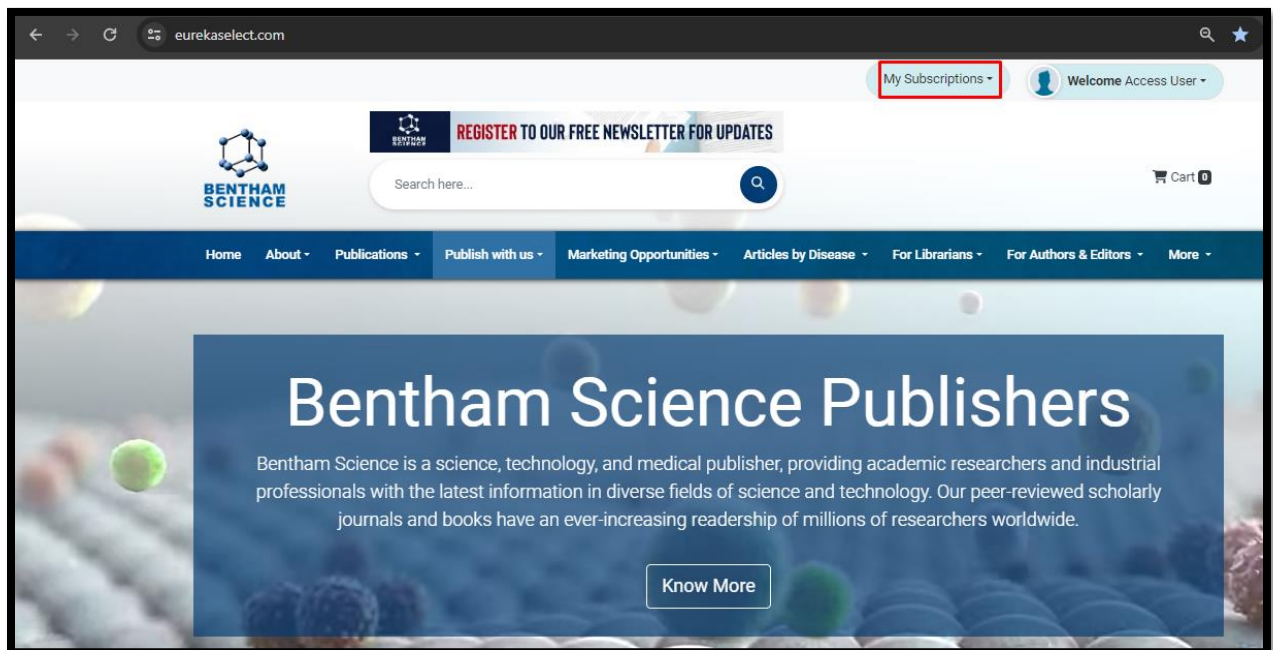 eurekaselect.com
My Subscriptions
Welcome Access User
BENTHAM
SCIENCE
REGISTER TO OUR FREE NEWSLETTER FOR UPDATES
BENTHAM
SCIENCE
Search here...
Cart 0
Home About Publications Publish with us Marketing Opportunities Articles by Disease For Librarians For Authors & Editors More
Bentham Science Publishers
Bentham Science is a science, technology, and medical publisher, providing academic researchers and industrial
professionals with the latest information in diverse fields of science and technology. Our peer-reviewed scholarly
journals and books have an ever-increasing readership of millions of researchers worldwide.
Know More